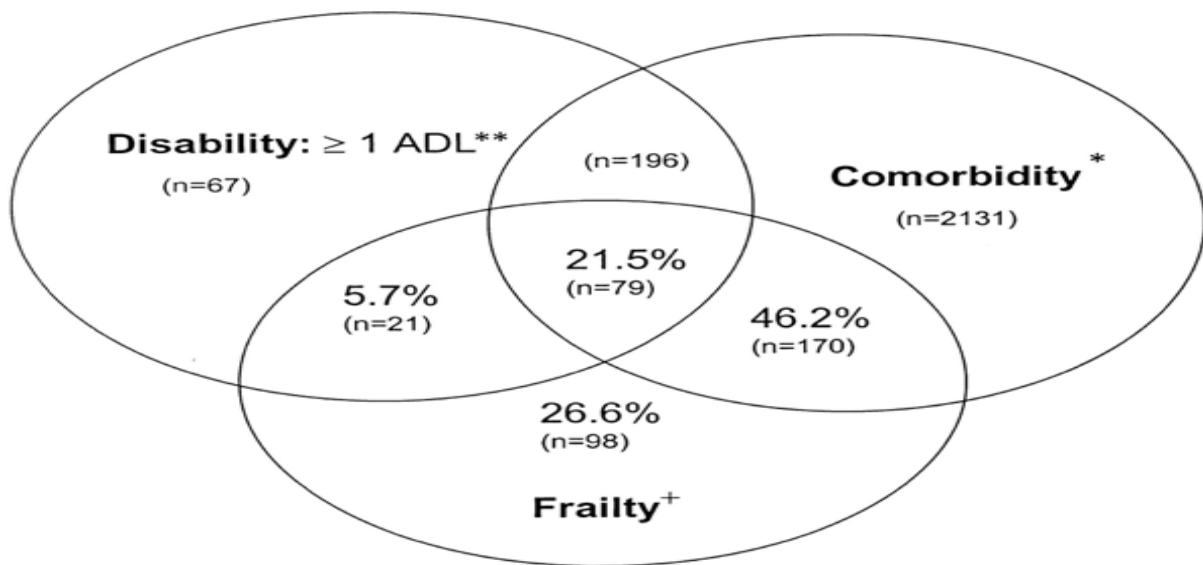 Disability: ≥ 1 ADL**
(n=67)
(n=196)
Comorbidity *
(n=2131)
21.5%
(n=79)
5.7%
(n=21)
46.2%
(n=170)
26.6%
(n=98)
Frailty+